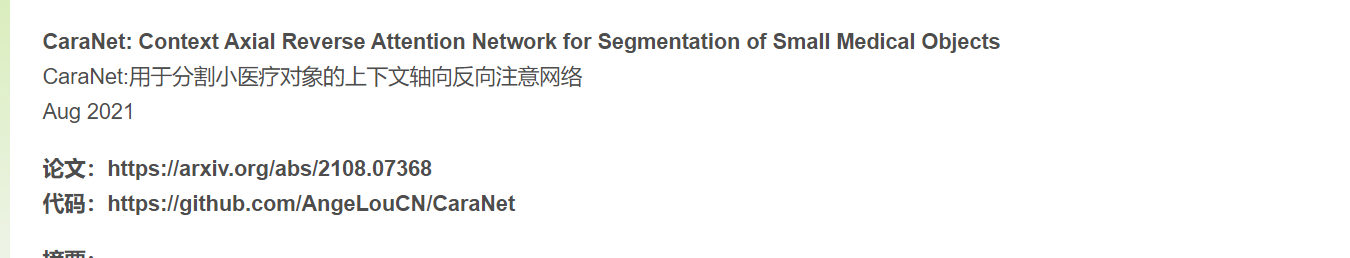 CaraNet: Context Axial Reverse Attention Network for Segmentation of Small Medical Objects
CaraNet:用于分割小医疗对象的上下文轴向反向注意网络
Aug 2021
论文：https://arxiv.org/abs/2108.07368
代码：https://github.com/AngeLouCN/CaraNet
摘要：